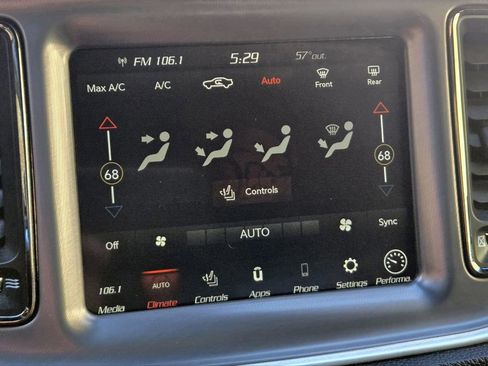 FM 106.1 5:29 57°out.
Max A/C A/C Auto Front Rear
68 68
Controls
Off AUTO Sync
106.1 AUTO
Media Climate Controls Apps Phone Settings Performa.